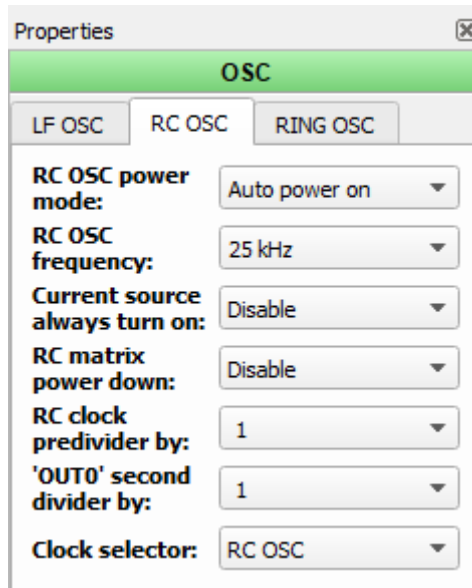 Properties
OSC
LF OSC RC OSC RING OSC
RC OSC power
mode: Auto power on
RC OSC
frequency: 25 kHz
Current source
always turn on: Disable
RC matrix
power down: Disable
RC clock
predivider by: 1
'OUT0' second
divider by: 1
Clock selector: RC OSC